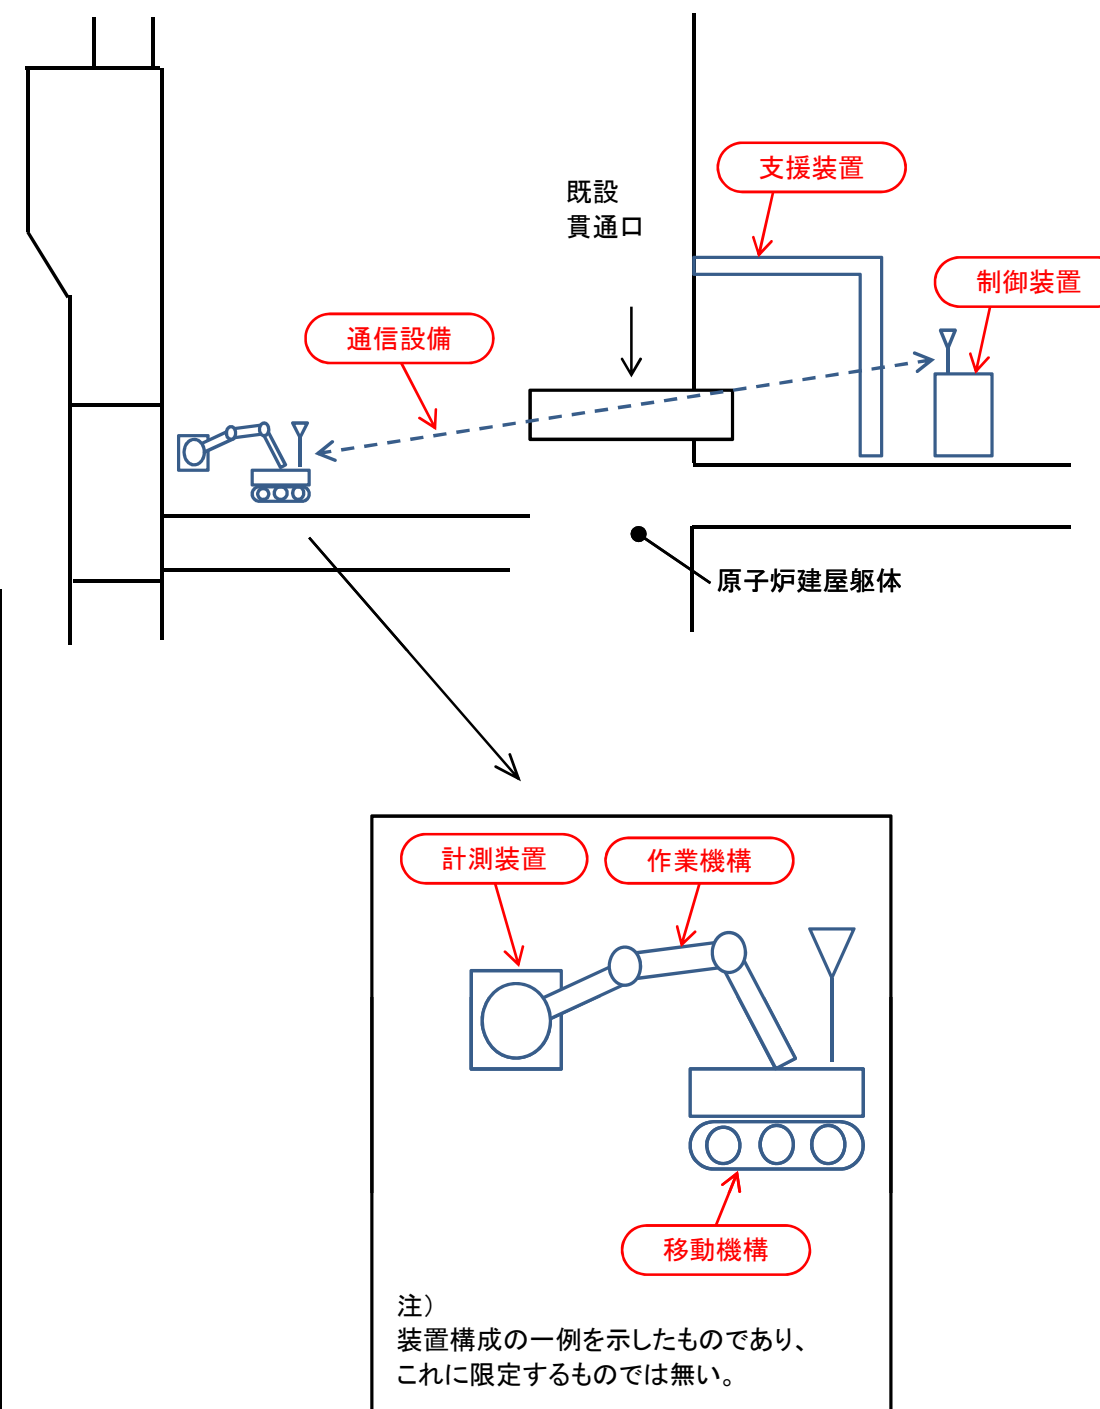 支援装置
既設
貫通口
制御装置
通信設備
原子炉建屋躯体
計測装置
作業機構
移動機構
注）
装置構成の一例を示したものであり、
これに限定するものでは無い。